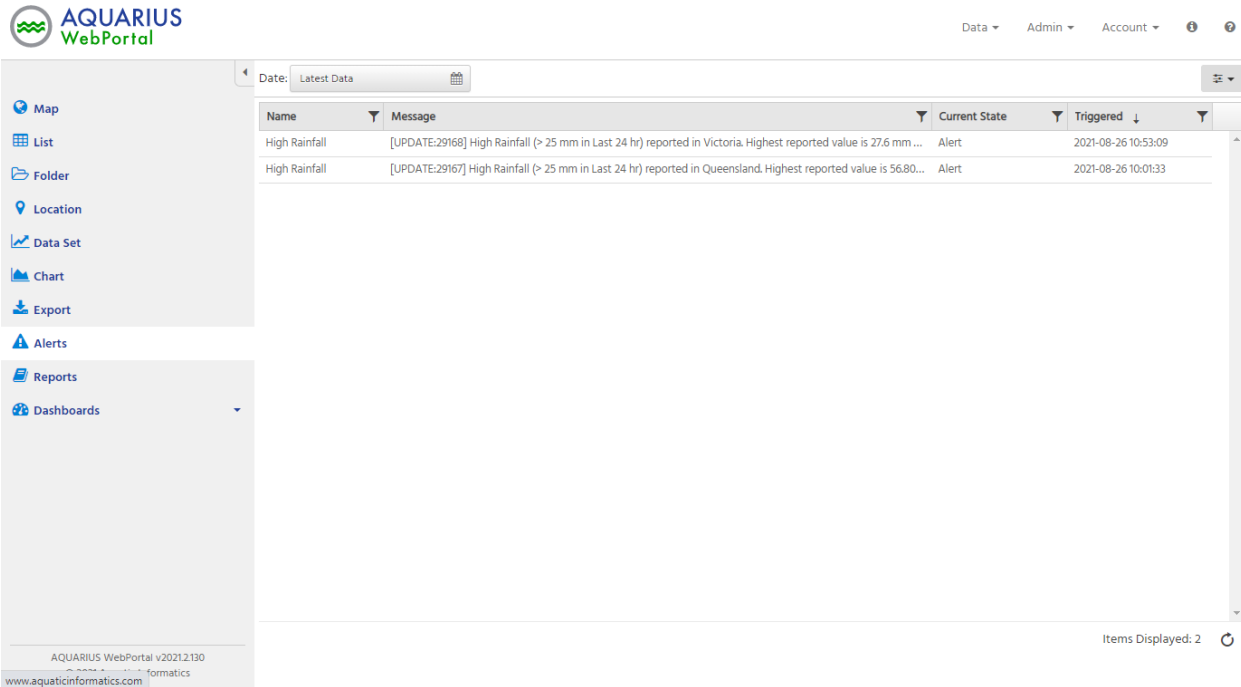 AQUARIUS
WebPortal
Data
Admin
Account
Date: Latest Data
Map
List
Folder
Location
Data Set
Chart
Export
Alerts
Reports
Dashboards
Name Message Current State Triggered ↓
High Rainfall [UPDATE:29168] High Rainfall (> 25 mm in Last 24 hr) reported in Victoria. Highest reported value is 27.6 mm ... Alert 2021-08-26 10:53:09
High Rainfall [UPDATE:29167] High Rainfall (> 25 mm in Last 24 hr) reported in Queensland. Highest reported value is 56.80... Alert 2021-08-26 10:01:33
Items Displayed: 2
AQUARIUS WebPortal v2021.2.130
www.aquaticinformatics.com